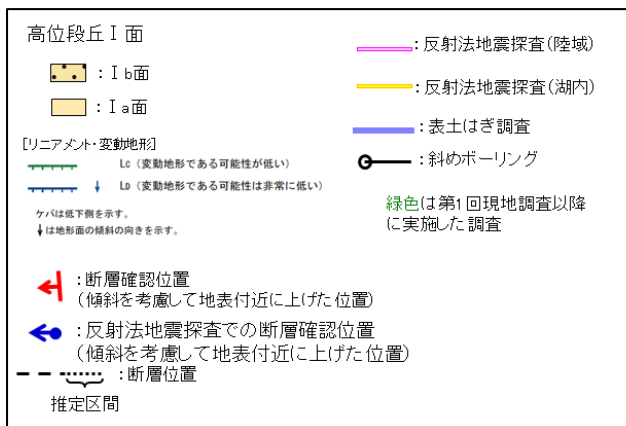 高位段丘Ⅰ面
：Ⅰb面
：Ⅰa面
[リニアメント・変動地形]
LC（変動地形である可能性が低い）
LD（変動地形である可能性は非常に低い）
ケバは低下側を示す。
↓は地形面の傾斜の向きを示す。
：反射法地震探査(陸域)
：反射法地震探査(湖内)
：表土はぎ調査
：斜めボーリング
緑色は第1回現地調査以降
に実施した調査
：断層確認位置
(傾斜を考慮して地表付近に上げた位置)
：反射法地震探査での断層確認位置
(傾斜を考慮して地表付近に上げた位置)
：断層位置
推定区間